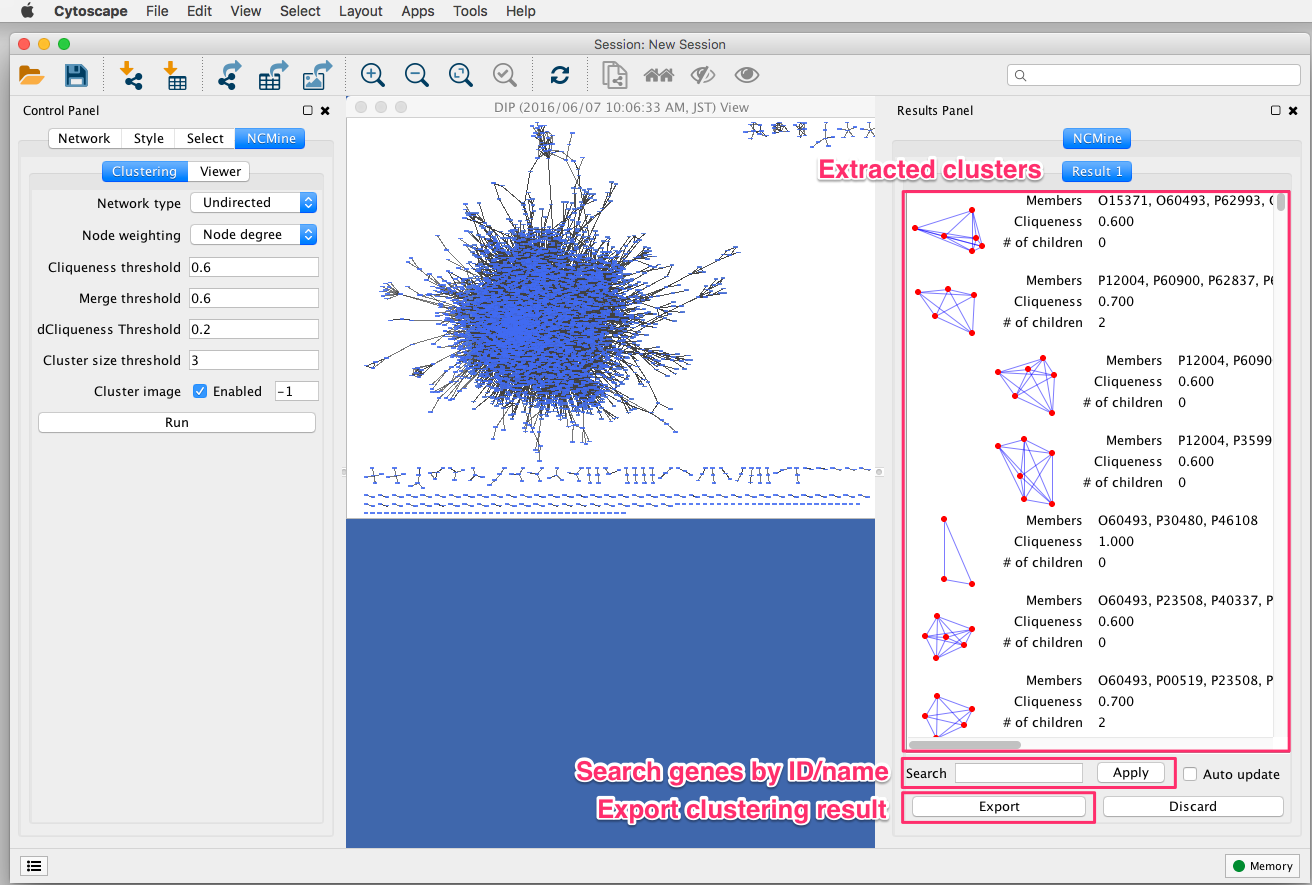 Cytoscape File Edit View Select Layout Apps Tools Help
Session: New Session
Control Panel
Network Style Select NCMine
Clustering Viewer
Network type Undirected
Node weighting Node degree
Cliqueness threshold 0.6
Merge threshold 0.6
dCliqueness Threshold 0.2
Cluster size threshold 3
Cluster image Enabled -1
Run
DIP (2016/06/07 10:06:33 AM, JST) View
Results Panel
NCMine
Extracted clusters
Result 1
Members O15371, O60493, P62993,
Cliqueness 0.600
# of children 0
Members P12004, P60900, P62837,
Cliqueness 0.700
# of children 2
Members P12004, P60900
Cliqueness 0.600
# of children 0
Members P12004, P3599
Cliqueness 0.600
# of children 0
Members O60493, P30480, P46108
Cliqueness 1.000
# of children 0
Members O60493, P23508, P40337, P
Cliqueness 0.600
# of children 0
Members O60493, P00519, P23508, P
Cliqueness 0.700
# of children 2
Search genes by ID/name
Search Apply Auto update
Export clustering result
Export Discard
Memory